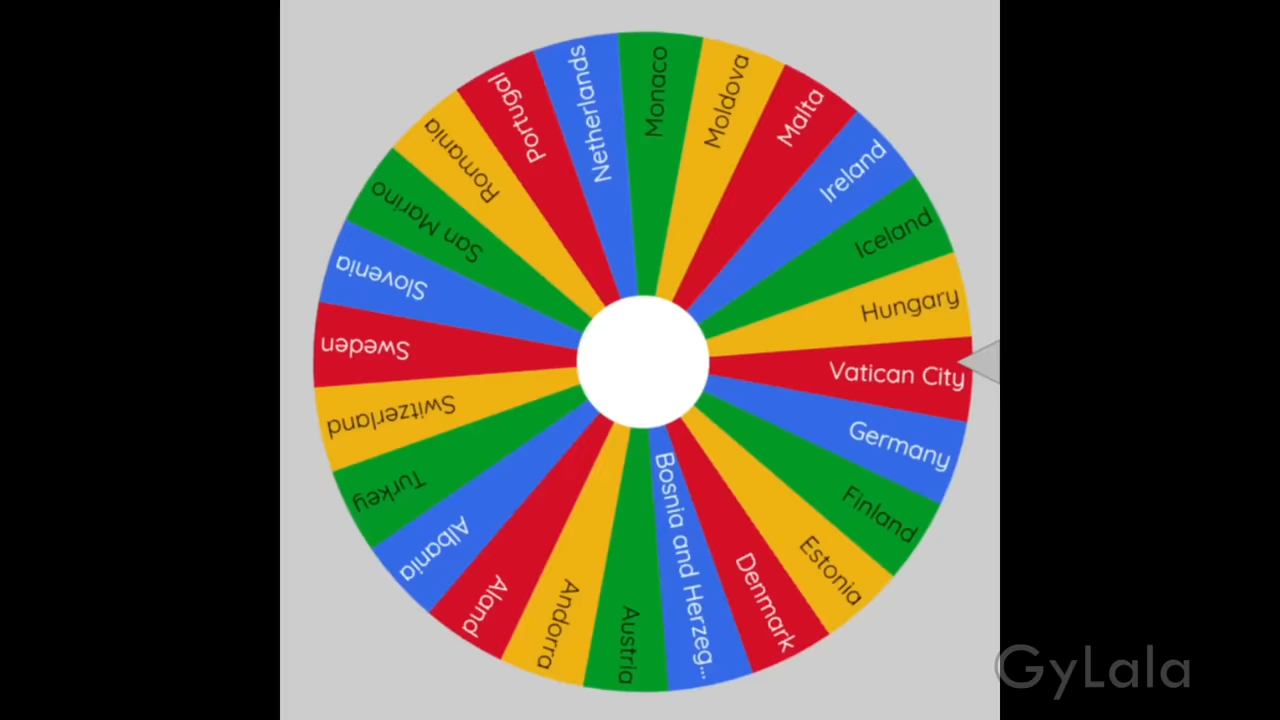 Monaco
Moldova
Malta
Ireland
Iceland
Hungary
Vatican City
Germany
Finland
Estonia
Denmark
Bosnia and Herzeg...
Austria
Andorra
Aland
Albania
Turkey
Switzerland
Sweden
Slovenia
San Marino
Romania
Portugal
Netherlands
GyLala